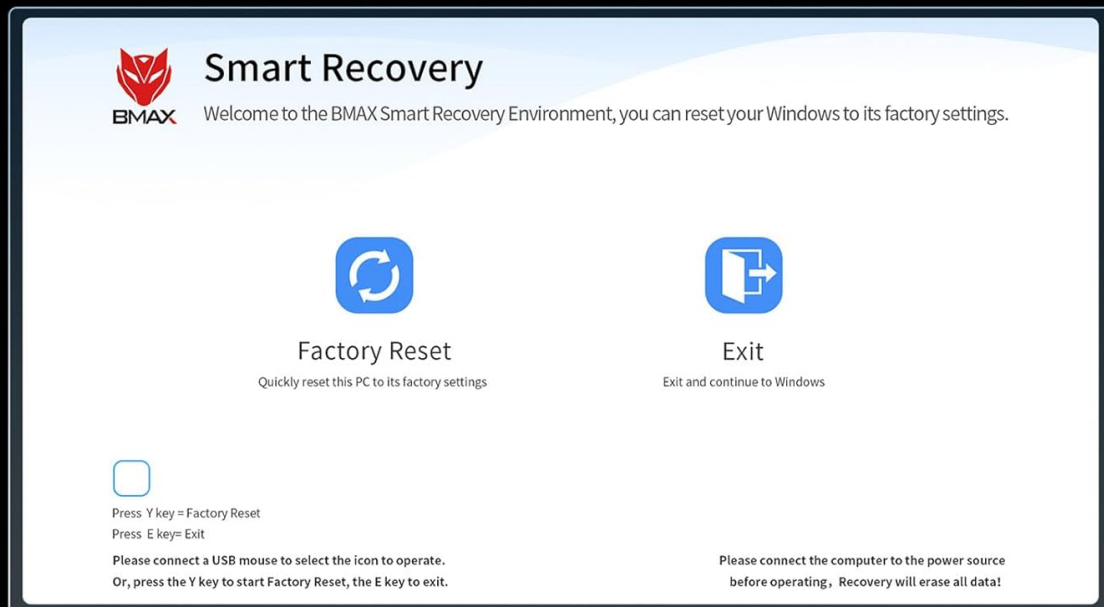 Smart Recovery
BMAX
Welcome to the BMAX Smart Recovery Environment, you can reset your Windows to its factory settings.
Factory Reset
Quickly reset this PC to its factory settings
Exit
Exit and continue to Windows
Press Y key = Factory Reset
Press E key= Exit
Please connect a USB mouse to select the icon to operate.
Or, press the Y key to start Factory Reset, the E key to exit.
Please connect the computer to the power source
before operating, Recovery will erase all data!